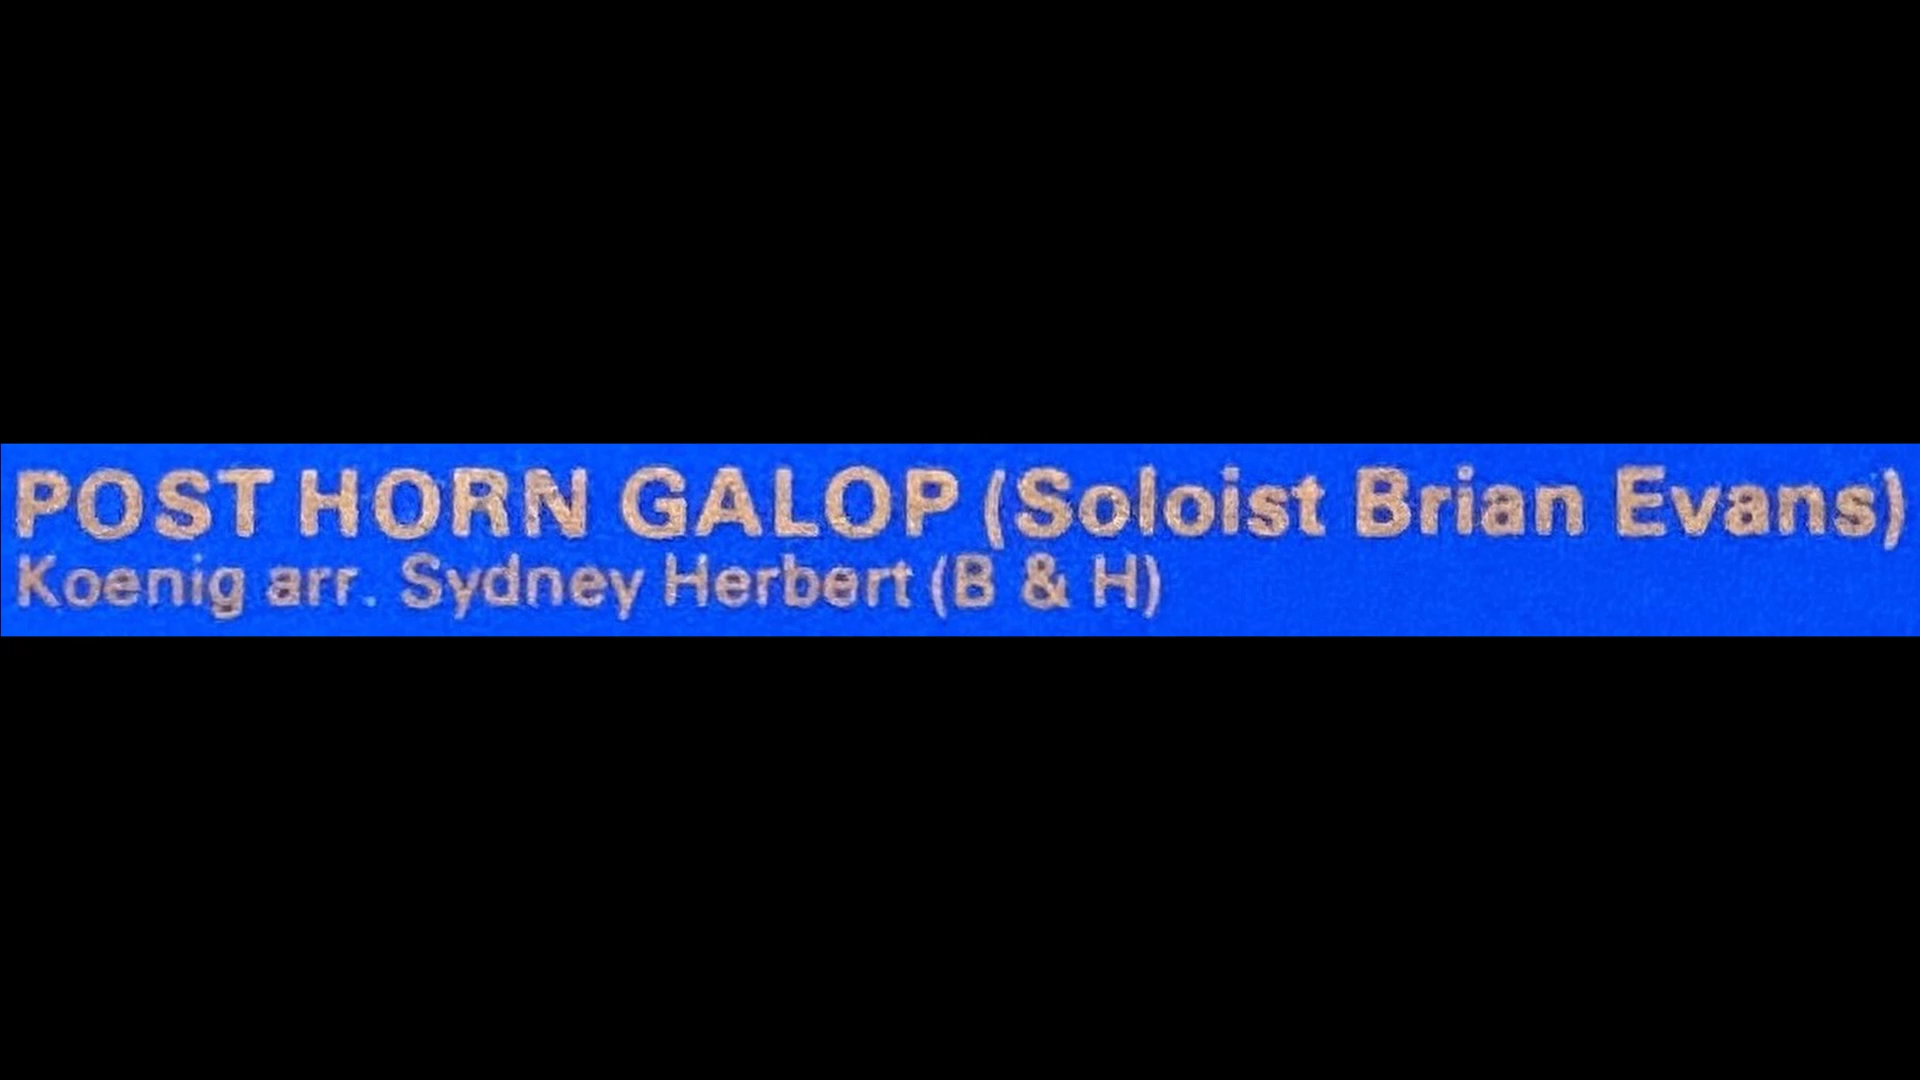 POST HORN GALOP (Soloist Brian Evans)
Koenig arr. Sydney Herbert (B & H)